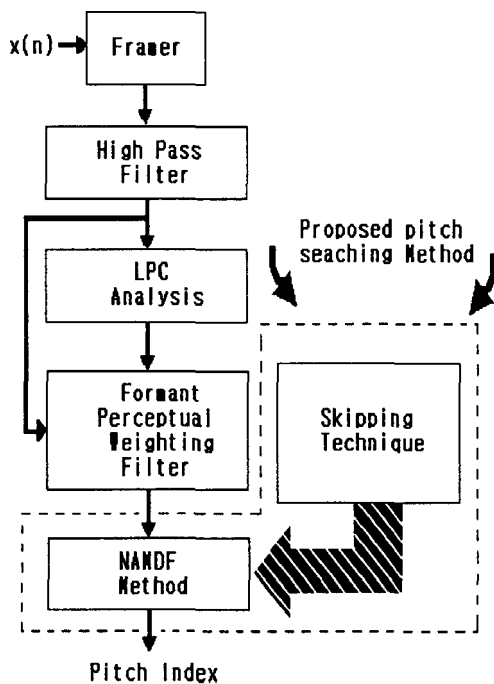 x(n)
Framer
High Pass
Filter
Proposed pitch
seaching Method
LPC
Analysis
Formant
Perceptual
Weighting
Filter
Skipping
Technique
NAMDF
Method
Pitch Index